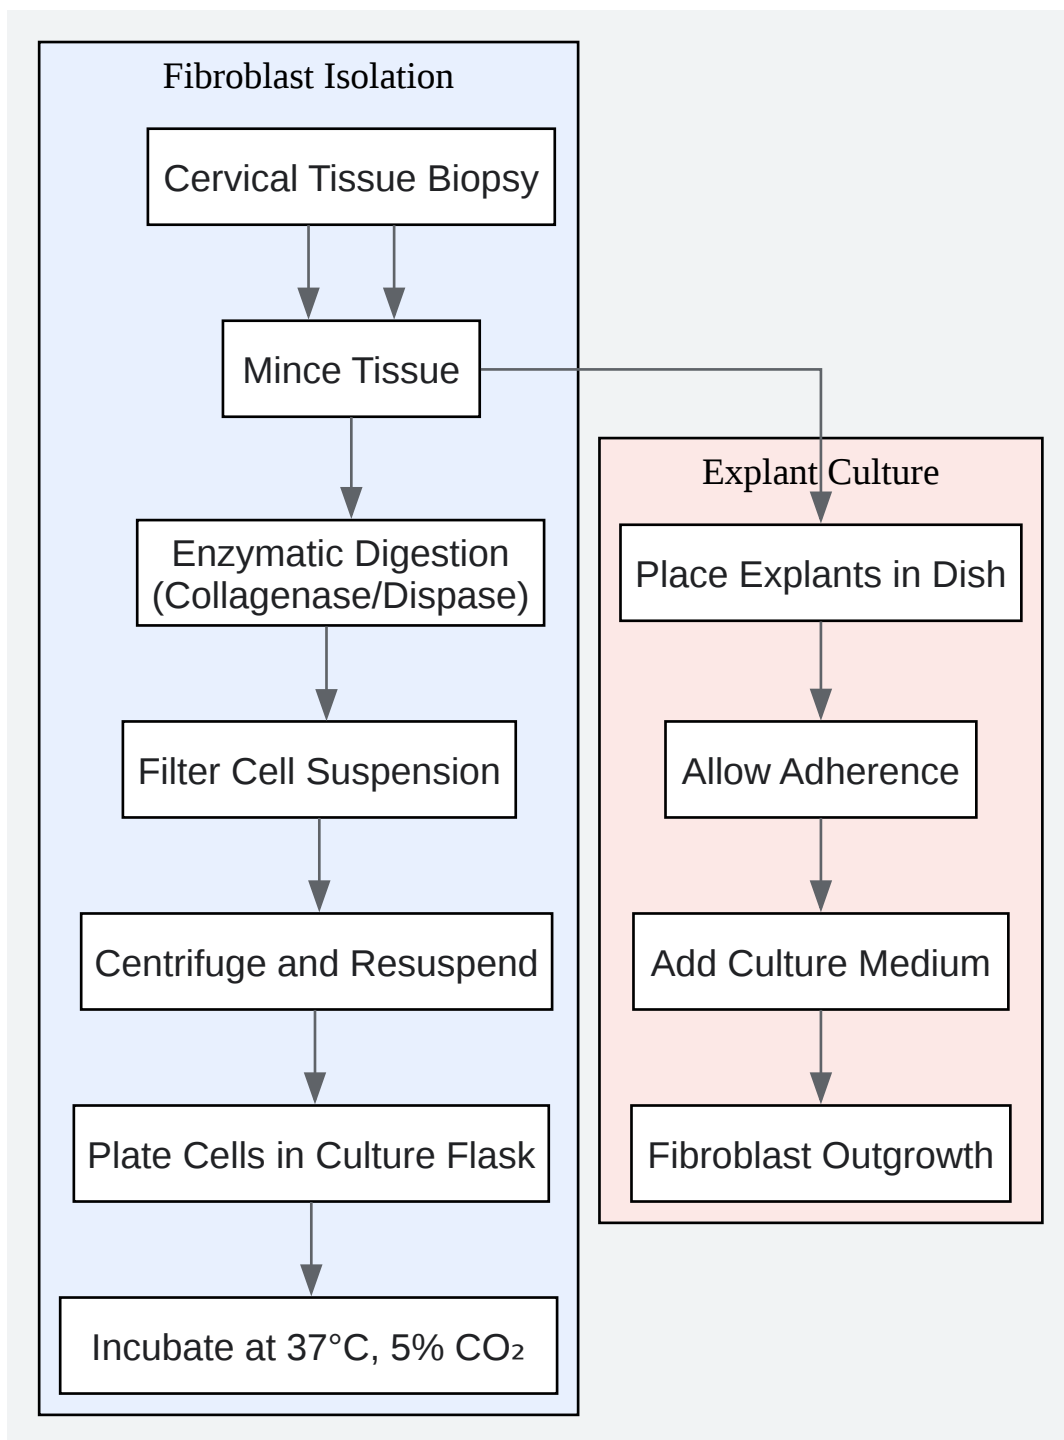 Fibroblast Isolation
Cervical Tissue Biopsy
Mince Tissue
Enzymatic Digestion
(Collagenase/Dispase)
Filter Cell Suspension
Centrifuge and Resuspend
Plate Cells in Culture Flask
Incubate at 37°C, 5% CO₂
Explant Culture
Place Explants in Dish
Allow Adherence
Add Culture Medium
Fibroblast Outgrowth